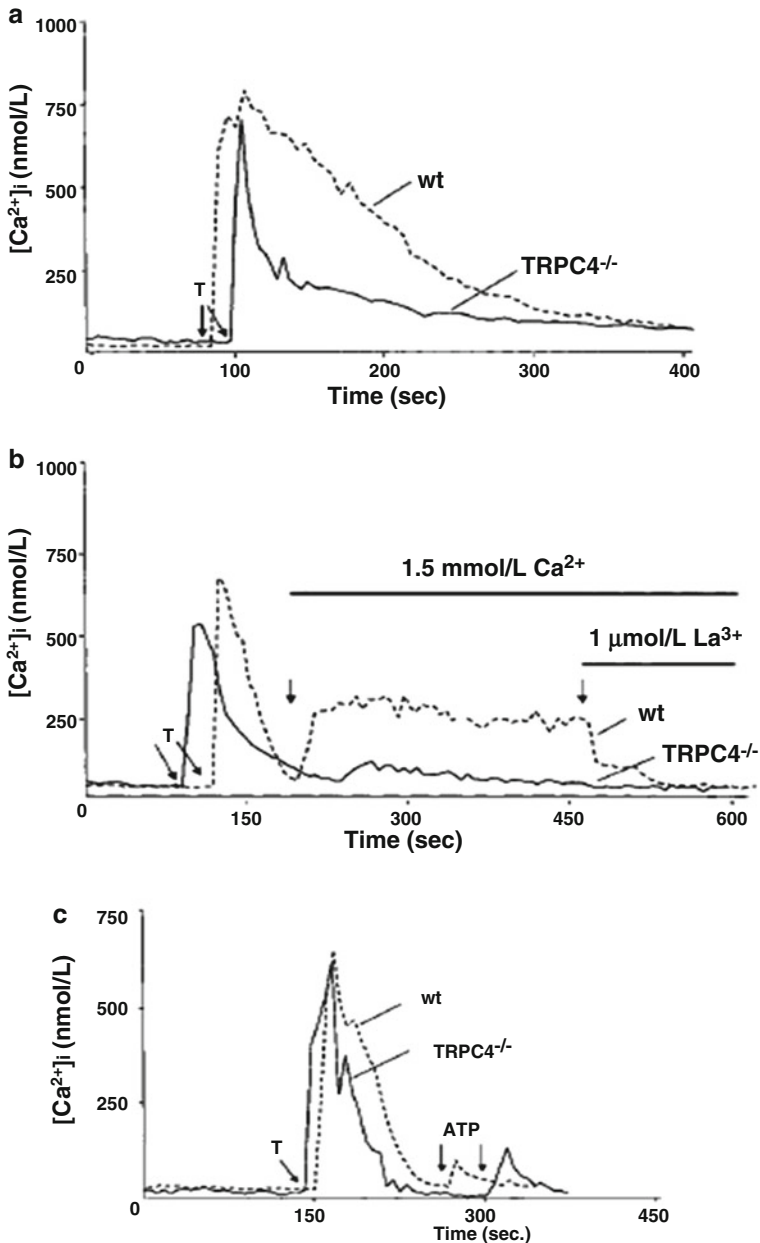 a
1000
750
500
250
[Ca²⁺]i (nmol/L)
wt
TRPC4⁻/⁻
T
0 100 200 300 400
Time (sec)
b
1000
750
500
250
[Ca²⁺]i (nmol/L)
1.5 mmol/L Ca²⁺
1 μmol/L La³⁺
T
wt
TRPC4⁻/⁻
0 150 300 450 600
Time (sec)
c
750
500
250
0
[Ca²⁺]i (nmol/L)
wt
TRPC4⁻/⁻
T
ATP
0 150 300 450
Time (sec.)